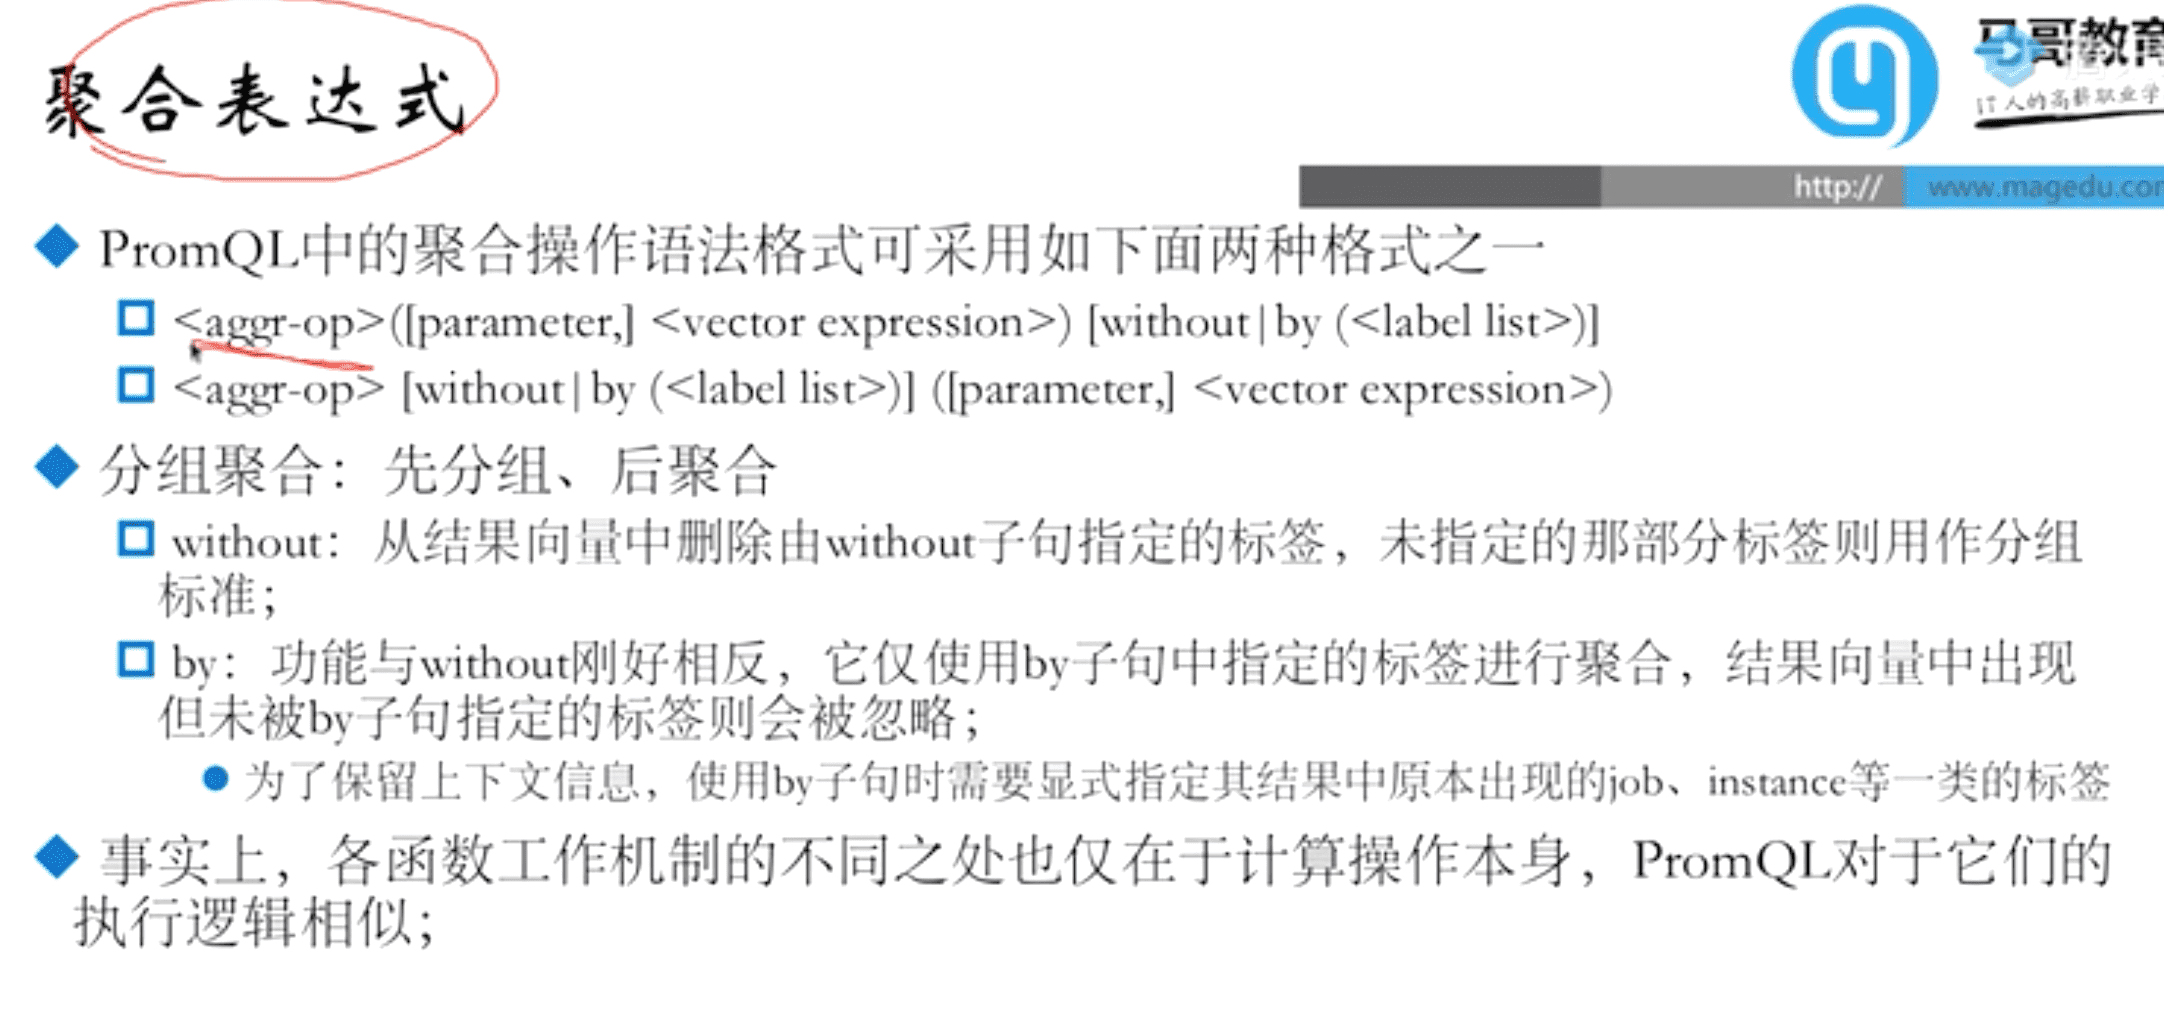 聚合表达式
马哥教育
IT人的高薪职业学
http://
www.magedu.com
PromQL中的聚合操作语法格式可采用如下面两种格式之一
<aggr-op>([parameter,] <vector expression>) [without|by (<label list>)]
<aggr-op> [without|by (<label list>)] ([parameter,] <vector expression>)
分组聚合：先分组、后聚合
without：从结果向量中删除由without子句指定的标签，未指定的那部分标签则用作分组
标准；
by：功能与without刚好相反，它仅使用by子句中指定的标签进行聚合，结果向量中出现
但未被by子句指定的标签则会被忽略；
为了保留上下文信息，使用by子句时需要显式指定其结果中原本出现的job、instance等一类的标签
事实上，各函数工作机制的不同之处也仅在于计算操作本身，PromQL对于它们的
执行逻辑相似；